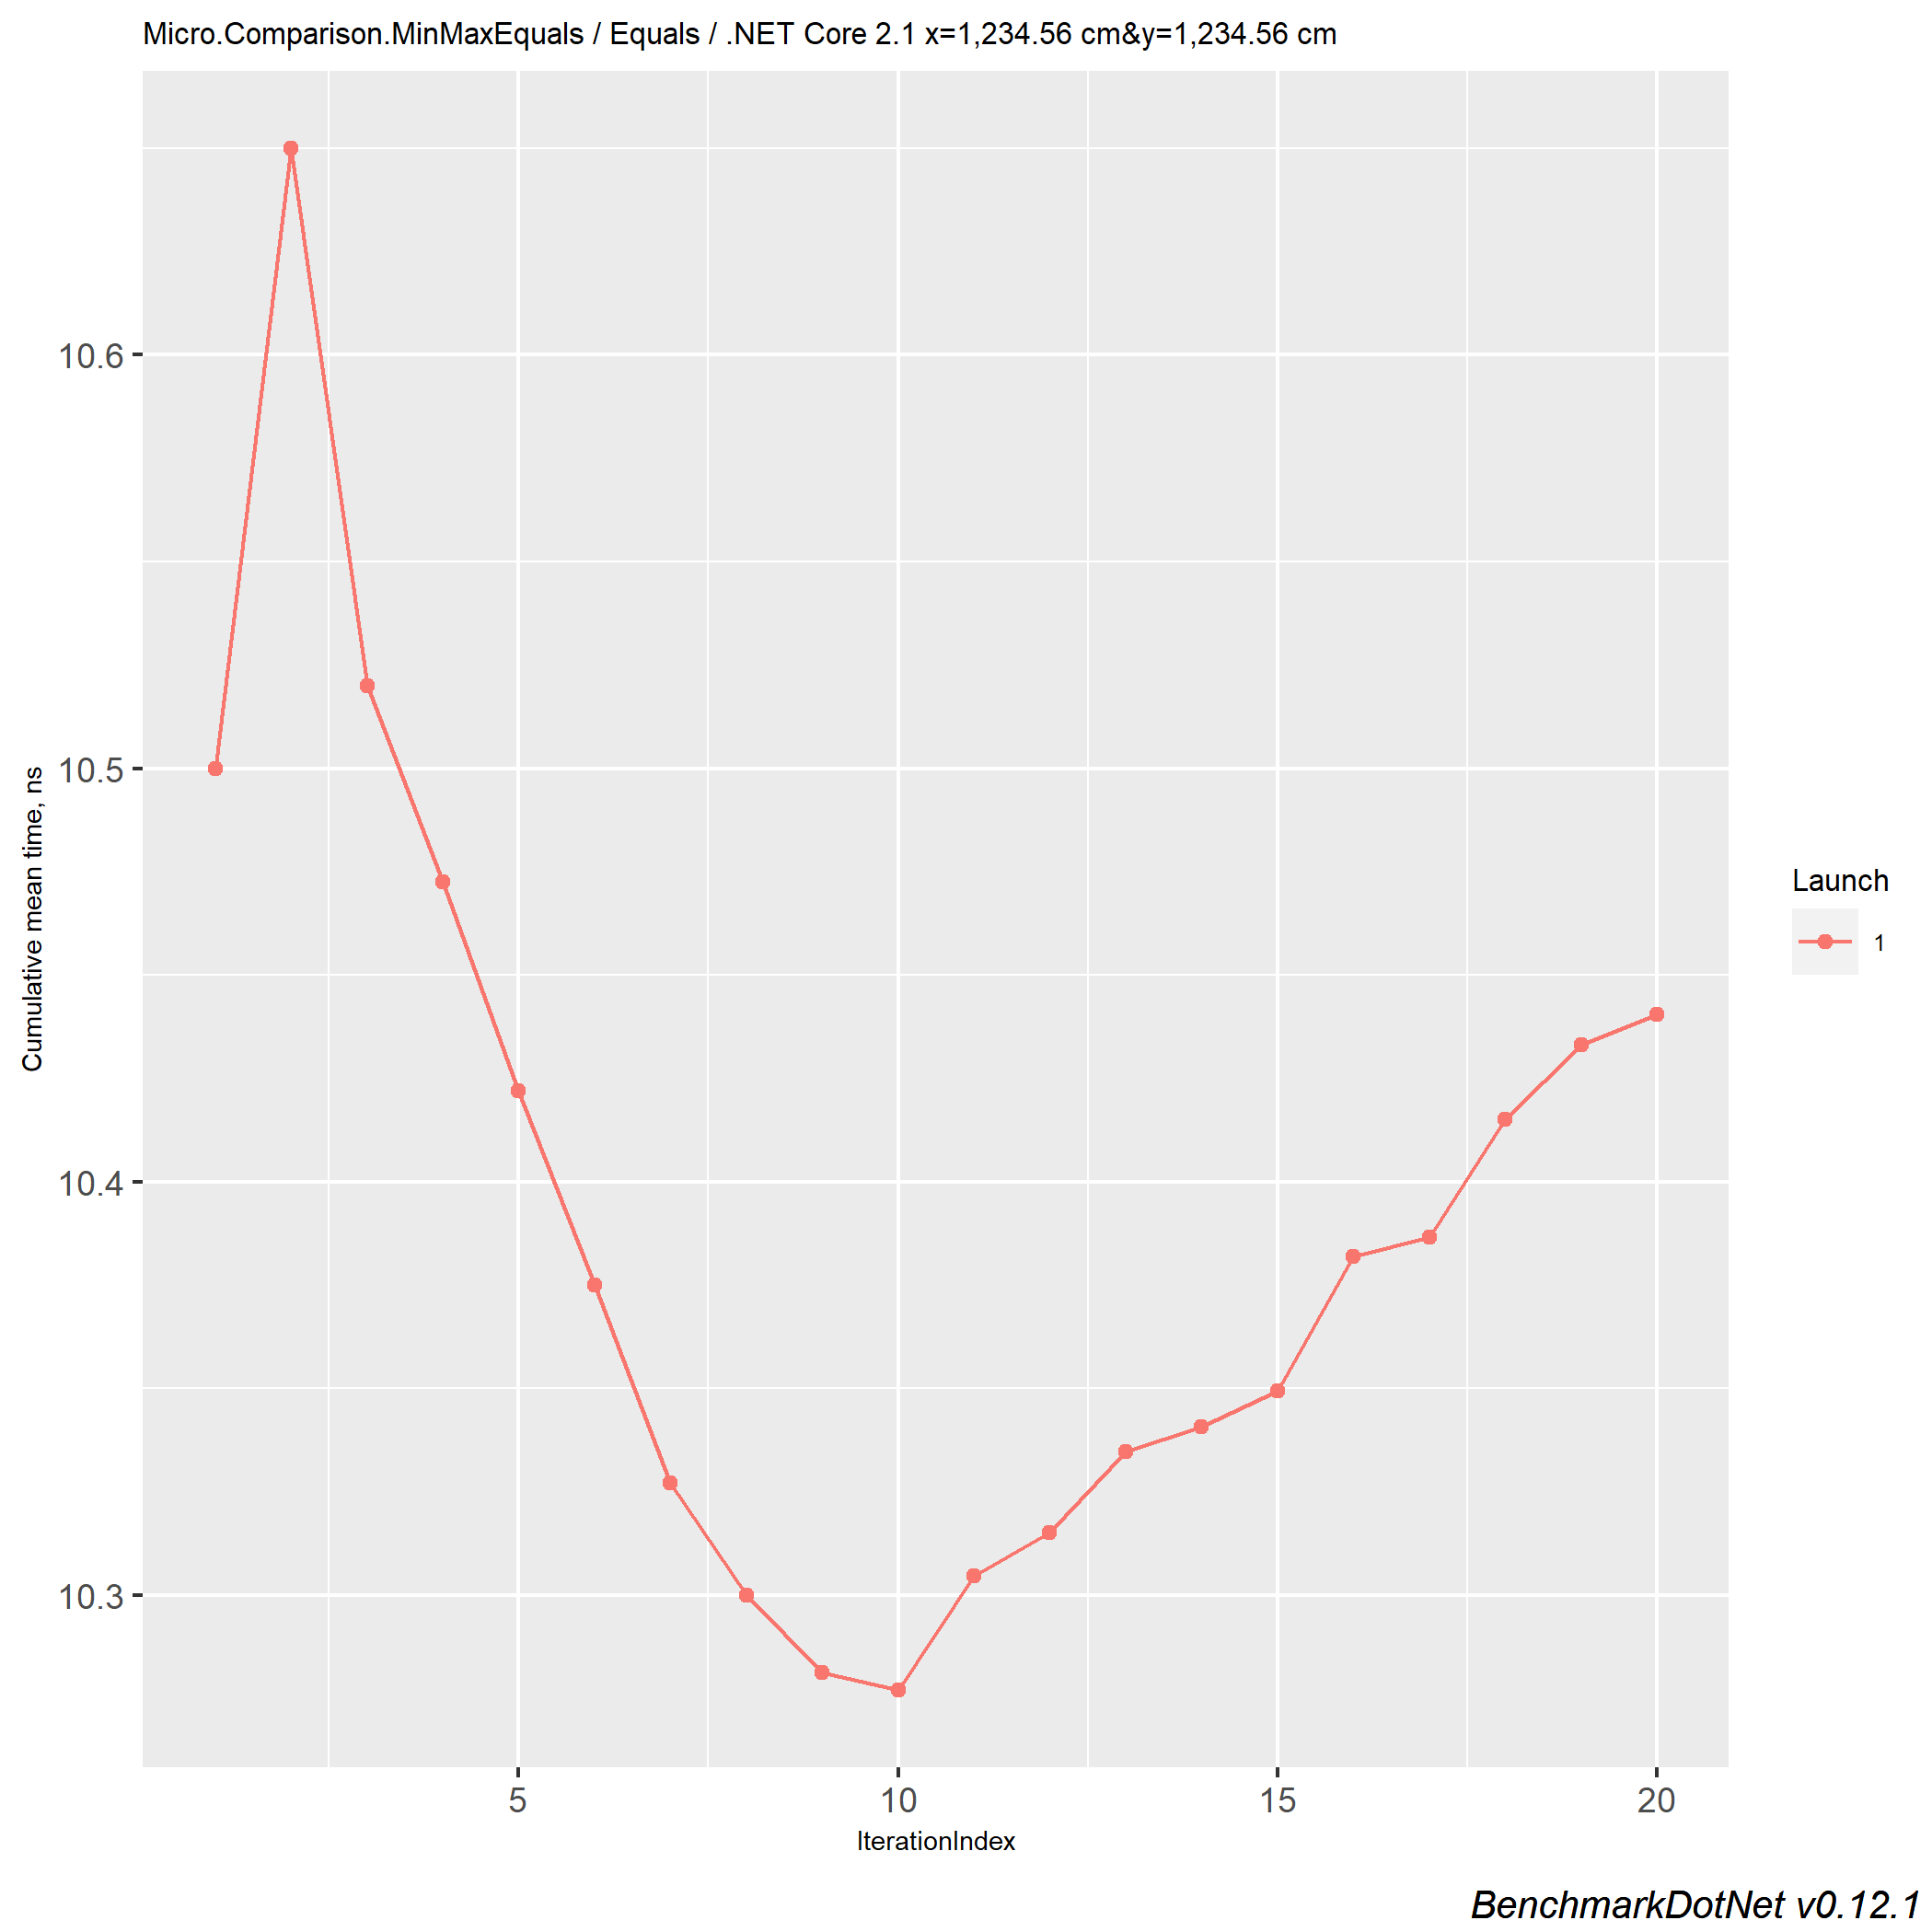 Micro.Comparison.MinMaxEquals / Equals / .NET Core 2.1 x=1,234.56 cm&y=1,234.56 cm
Cumulative mean time, ns
10.6
10.5
10.4
10.3
5
10
15
20
IterationIndex
Launch
1
BenchmarkDotNet v0.12.1